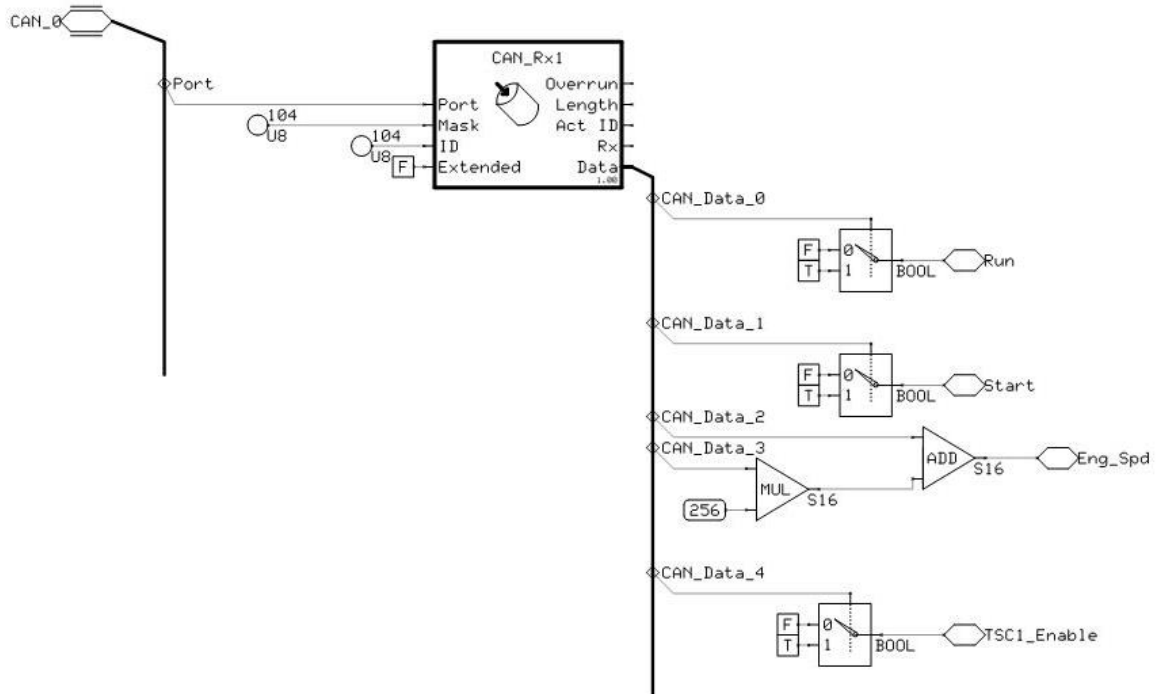 CAN_0
CAN_Rx1
Overrun
Port
Port Length
104
Mask Act ID
U8
104
ID Rx
U8
F Extended Data
1.00
CAN_Data_0
F 0
Run
T 1 BOOL
CAN_Data_1
F 0
Start
T 1 BOOL
CAN_Data_2
CAN_Data_3
ADD Eng_Spd
S16
MUL
S16
256
CAN_Data_4
F 0
TSC1_Enable
T 1 BOOL